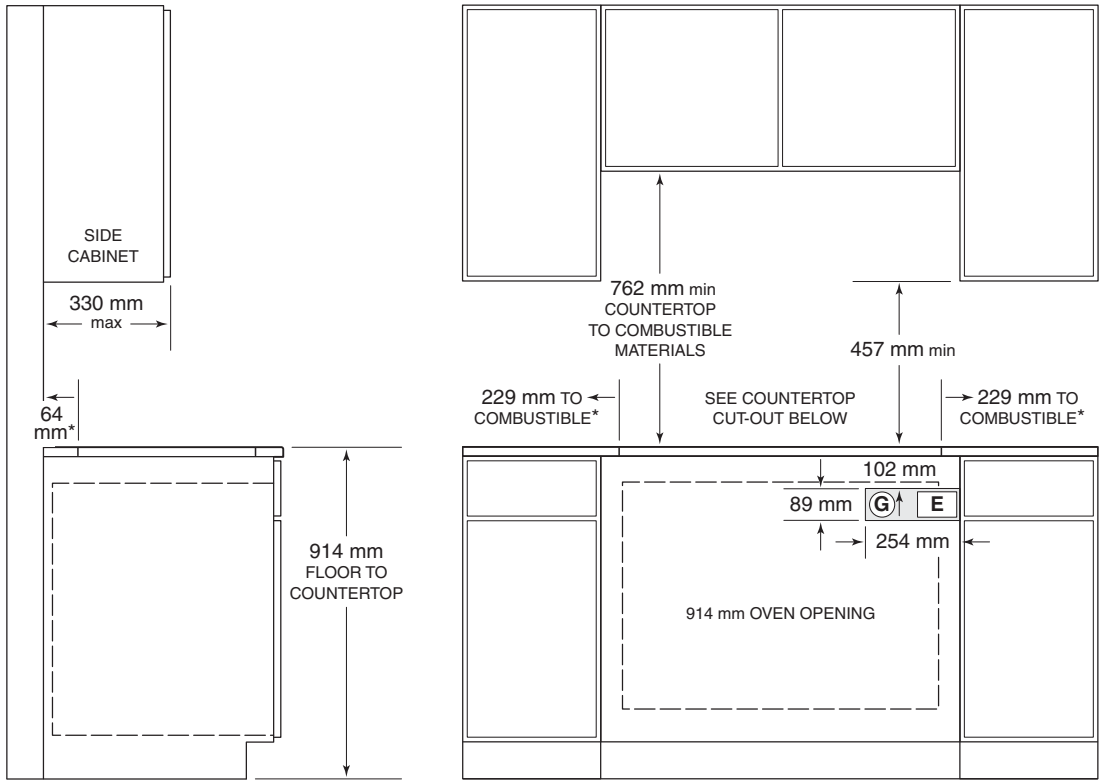 SIDE
CABINET
330 mm
max
64
mm*
914 mm
FLOOR TO
COUNTERTOP
762 mm min
COUNTERTOP
TO COMBUSTIBLE
MATERIALS
457 mm min
229 mm TO
COMBUSTIBLE*
SEE COUNTERTOP
CUT-OUT BELOW
229 mm TO
COMBUSTIBLE*
102 mm
89 mm
G
E
254 mm
914 mm OVEN OPENING